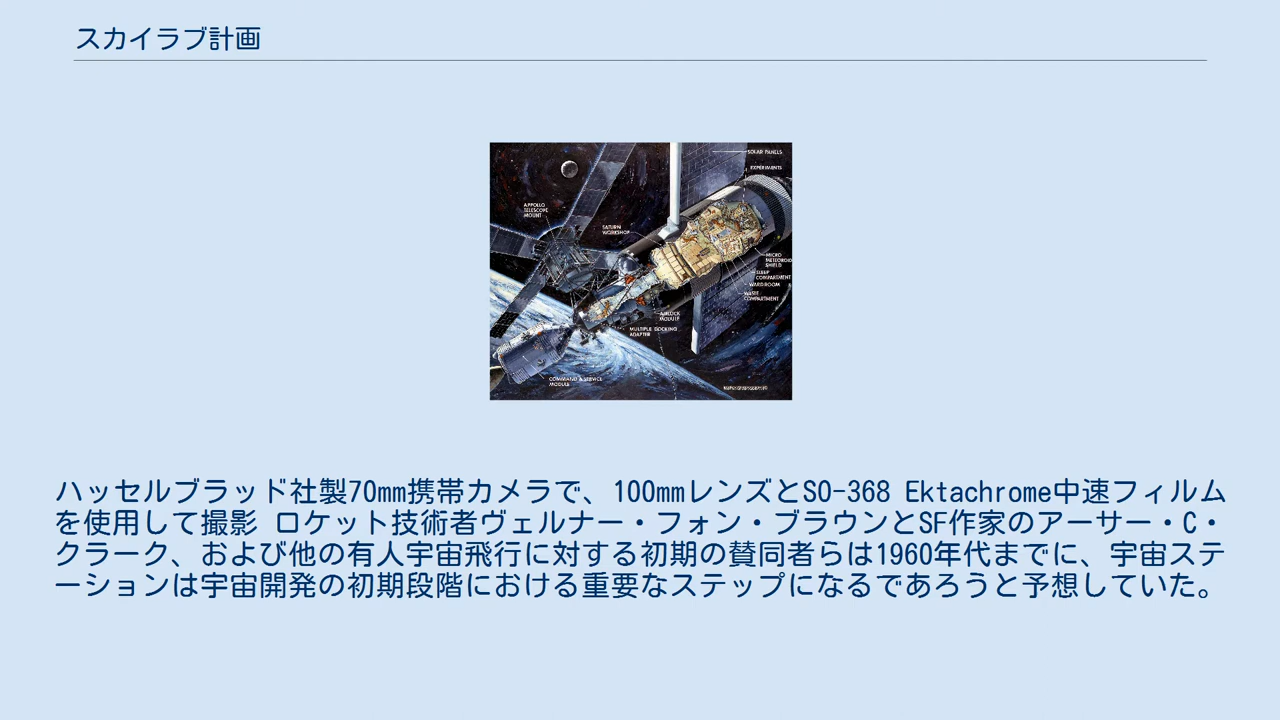 スカイラブ計画
SOLAR PANELS
EXPERIMENTS
APPOLLO
TELESCOPE
MOUNT
SATURN
WORKSHOP
MICRO
METEOROID
SHIELD
SLEEP
COMPARTMENT
WARDROOM
WASTE
COMPARTMENT
AIRLOCK
MODULE
MULTIPLE DOCKING
ADAPTER
COMMAND & SERVICE
MODULE
ハッセルブラッド社製70mm携帯カメラで、100mmレンズとSO-368 Ektachrome中速フィルム
を使用して撮影 ロケット技術者ヴェルナー・フォン・ブラウンとSF作家のアーサー・C・
クラーク、および他の有人宇宙飛行に対する初期の賛同者らは1960年代までに、宇宙ステ
ーションは宇宙開発の初期段階における重要なステップになるであろうと予想していた。